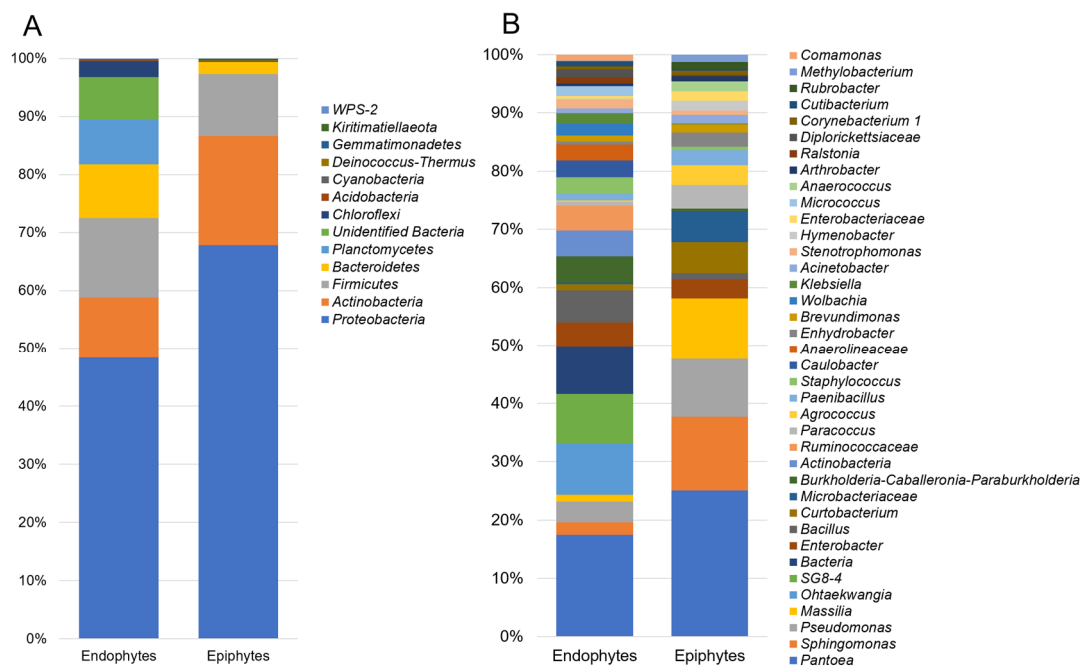 A
100%
90%
80%
70%
60%
50%
40%
30%
20%
10%
0%
Endophytes
Epiphytes
WPS-2
Kiritimatiellaeota
Gemmatimonadetes
Deinococcus-Thermus
Cyanobacteria
Acidobacteria
Chloroflexi
Unidentified Bacteria
Planctomycetes
Bacteroidetes
Firmicutes
Actinobacteria
Proteobacteria
B
100%
90%
80%
70%
60%
50%
40%
30%
20%
10%
0%
Endophytes
Epiphytes
Comamonas
Methylobacterium
Rubrobacter
Cutibacterium
Corynebacterium 1
Diplorickettsiaceae
Ralstonia
Arthrobacter
Anaerococcus
Micrococcus
Enterobacteriaceae
Hymenobacter
Stenotrophomonas
Acinetobacter
Klebsiella
Wolbachia
Brevundimonas
Enhydrobacter
Anaerolineaceae
Caulobacter
Staphylococcus
Paenibacillus
Agrococcus
Paracoccus
Ruminococcaceae
Actinobacteria
Burkholderia-Caballeronia-Paraburkholderia
Microbacteriaceae
Curtobacterium
Bacillus
Enterobacter
Bacteria
SG8-4
Ohtaekwangia
Massilia
Pseudomonas
Sphingomonas
Pantoea